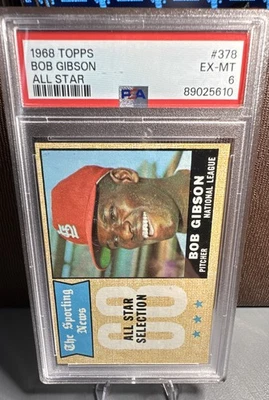 1968 TOPPS #378
BOB GIBSON EX-MT
ALL STAR PSA 6
89025610
The Sporting
News
68
ALL STAR
SELECTION
BOB GIBSON
PITCHER NATIONAL LEAGUE